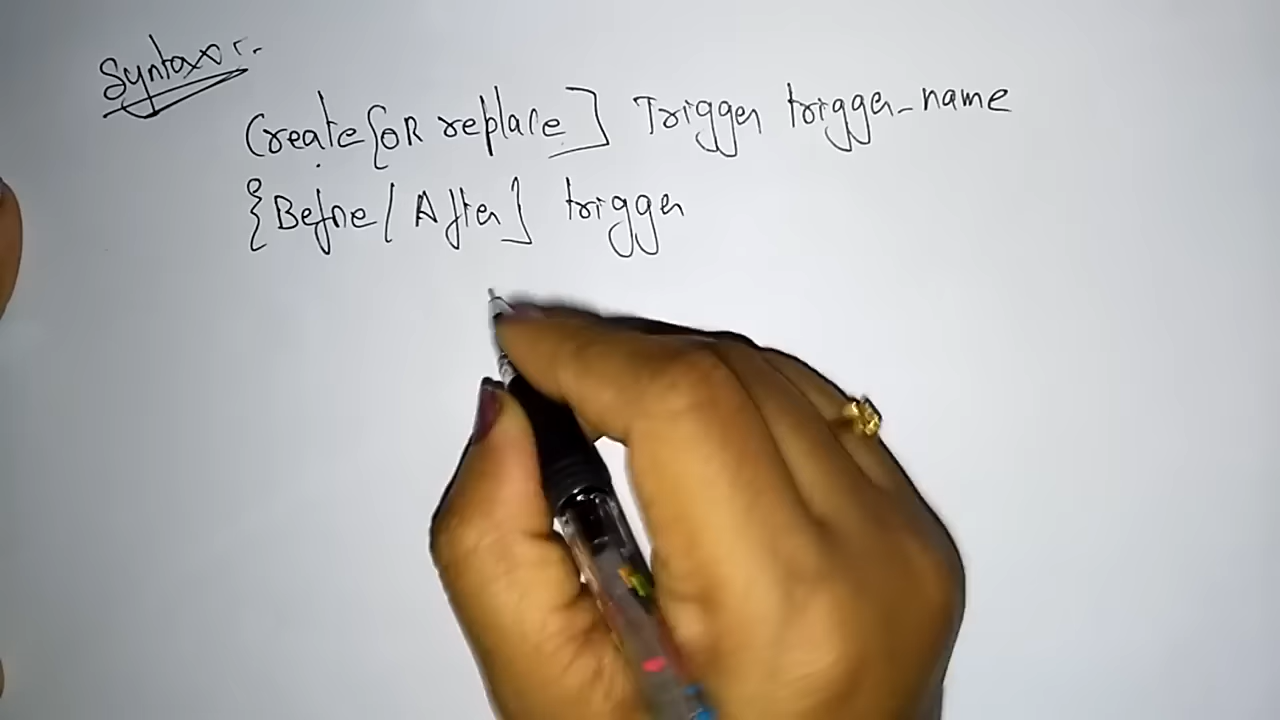 Syntax :-
Create [OR replace] Trigger trigger_name
{Before / After] trigger